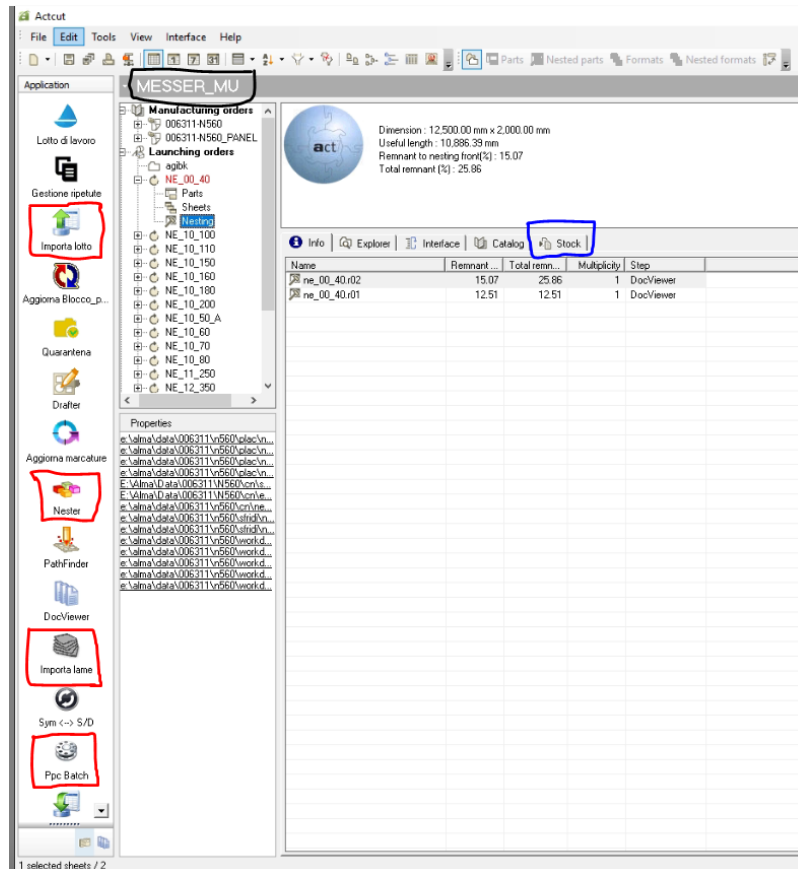 Actcut
File Edit Tools View Interface Help
Parts Nested parts Formats Nested formats
Application
Lotto di lavoro
Gestione ripetute
Importa lotto
Aggiorna Blocco_p...
Quarantena
Drafter
Aggiorna marcature
Nester
PathFinder
DocViewer
Importa lame
Sym <--> S/D
Ppc Batch
MESSER_MU
Manufacturing orders
006311-N560
006311-N560_PANEL
Launching orders
agibk
NE_00_40
Parts
Sheets
Nesting
NE_10_100
NE_10_110
NE_10_150
NE_10_160
NE_10_180
NE_10_200
NE_10_50_A
NE_10_60
NE_10_70
NE_10_80
NE_11_250
NE_12_350
Properties
e:\alma\data\006311\n560\plac\n...
e:\alma\data\006311\n560\plac\n...
e:\alma\data\006311\n560\plac\n...
e:\alma\data\006311\n560\plac\n...
E:\Alma\Data\006311\N560\cn\s...
E:\Alma\Data\006311\N560\cn\e...
e:\alma\data\006311\n560\cn\ne...
e:\alma\data\006311\n560\sfrid\n...
e:\alma\data\006311\n560\sfrid\n...
e:\alma\data\006311\n560\workd...
e:\alma\data\006311\n560\workd...
e:\alma\data\006311\n560\workd...
e:\alma\data\006311\n560\workd...
e:\alma\data\006311\n560\workd...
act
Dimension : 12,500.00 mm x 2,000.00 mm
Useful length : 10,886.39 mm
Remnant to nesting front(%) : 15.07
Total remnant (%) : 25.86
Info Explorer Interface Catalog Stock
Name Remnant ... Total remn... Multiplicity Step
ne_00_40.r02 15.07 25.86 1 DocViewer
ne_00_40.r01 12.51 12.51 1 DocViewer
1 selected sheets / 2